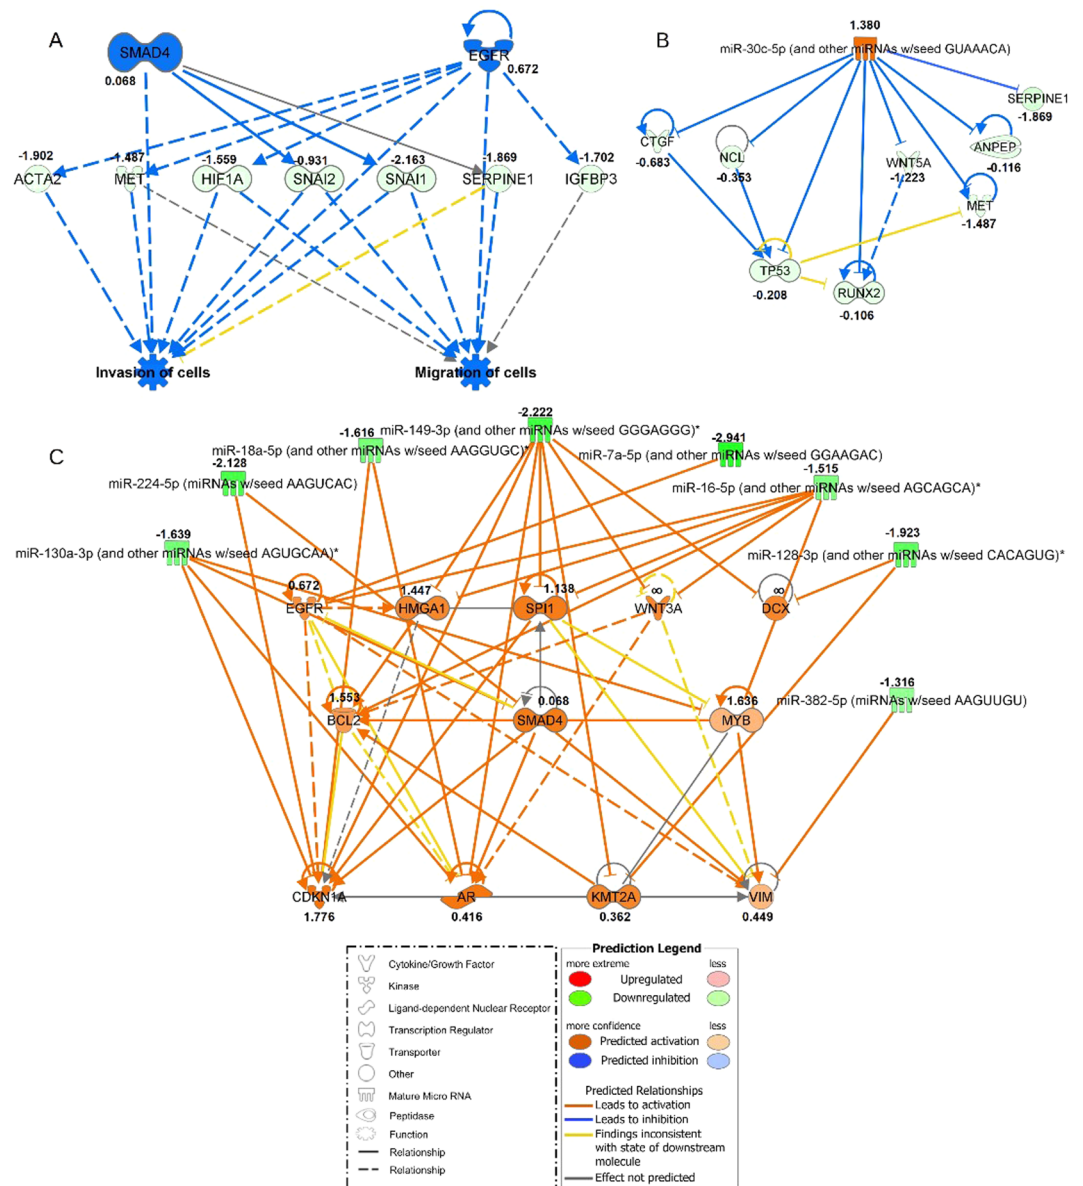 A
SMAD4
0.068
EGFR
0.672
-1.902
ACTA2
-1.487
MET
-1.559
HIF1A
-0.931
SNAI2
-2.163
SNAI1
-1.869
SERPINE1
-1.702
IGFBP3
Invasion of cells
Migration of cells
B
1.380
miR-30c-5p (and other miRNAs w/seed GUAAACA)
SERPINE1
-1.869
CTGF
-0.683
NCL
-0.353
WNT5A
-1.223
ANPEP
-0.116
MET
-1.487
TP53
-0.208
RUNX2
-0.106
C
-2.222
miR-149-3p (and other miRNAs w/seed GGGAGGG)*
-1.616
miR-18a-5p (and other miRNAs w/seed AAGGUGC)*
-2.941
miR-7a-5p (and other miRNAs w/seed GGAAGAC)
-2.128
miR-224-5p (miRNAs w/seed AAGUCAC)
-1.515
miR-16-5p (and other miRNAs w/seed AGCAGCA)*
-1.639
miR-130a-3p (and other miRNAs w/seed AGUGCAA)*
-1.923
miR-128-3p (and other miRNAs w/seed CACAGUG)*
0.672
EGFR
1.447
HMGA1
1.138
SPI1
∞
WNT3A
∞
DCX
-1.316
miR-382-5p (miRNAs w/seed AAGUUGU)
1.553
BCL2
0.068
SMAD4
1.636
MYB
CDKN1A
1.776
AR
0.416
KMT2A
0.362
VIM
0.449
Cytokine/Growth Factor
Kinase
Ligand-dependent Nuclear Receptor
Transcription Regulator
Transporter
Other
Mature Micro RNA
Peptidase
Function
Relationship
Relationship
Prediction Legend
more extreme less
Upregulated
Downregulated
more confidence less
Predicted activation
Predicted inhibition
Predicted Relationships
Leads to activation
Leads to inhibition
Findings inconsistent
with state of downstream
molecule
Effect not predicted